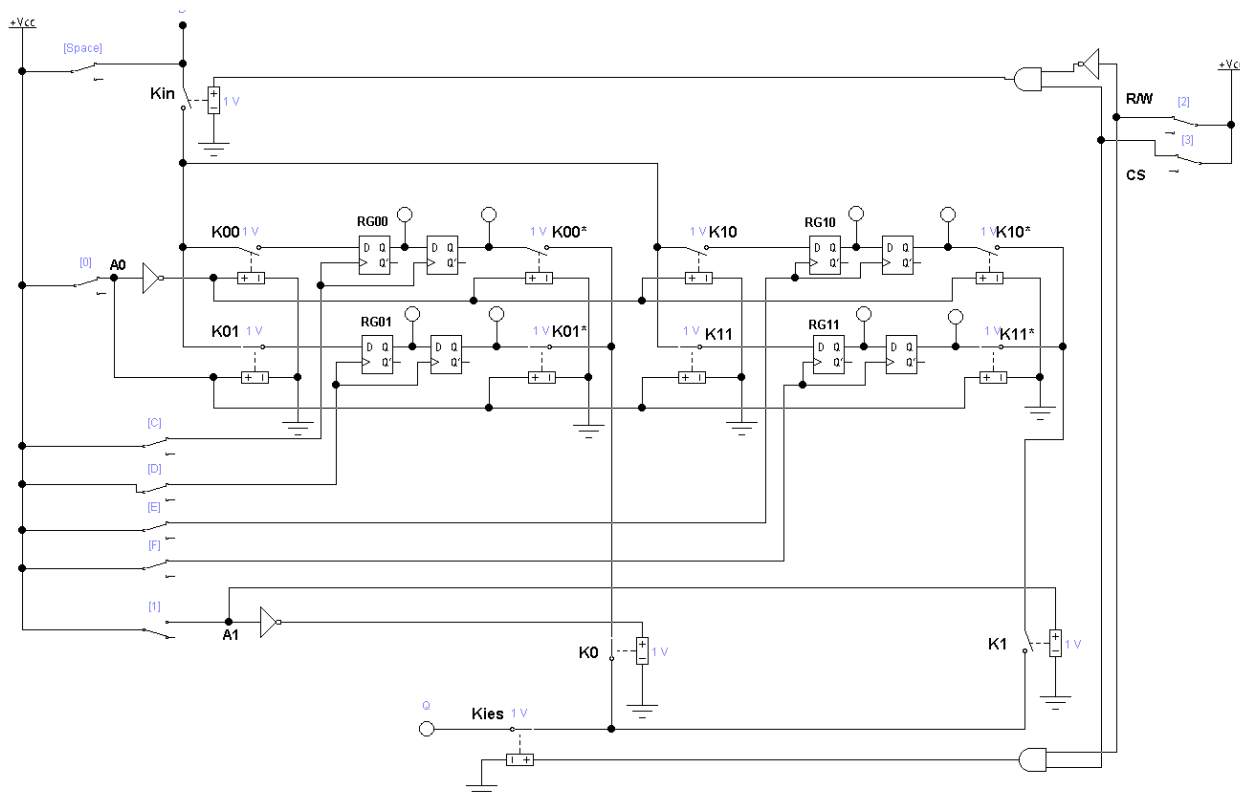 +Vcc
[Space]
Kin
1 V
R/W
[2]
+Vcc
[3]
CS
K00 1 V
RG00
D Q
Q'
D Q
Q'
1 V K00*
1 V K10
RG10
D Q
Q'
D Q
Q'
1 V K10*
[0]
A0
K01 1 V
RG01
D Q
Q'
D Q
Q'
1 V K01*
1 V K11
RG11
D Q
Q'
D Q
Q'
1 V K11*
[C]
[D]
[E]
[F]
[1]
A1
K0
1 V
K1
1 V
Q
Kies 1 V